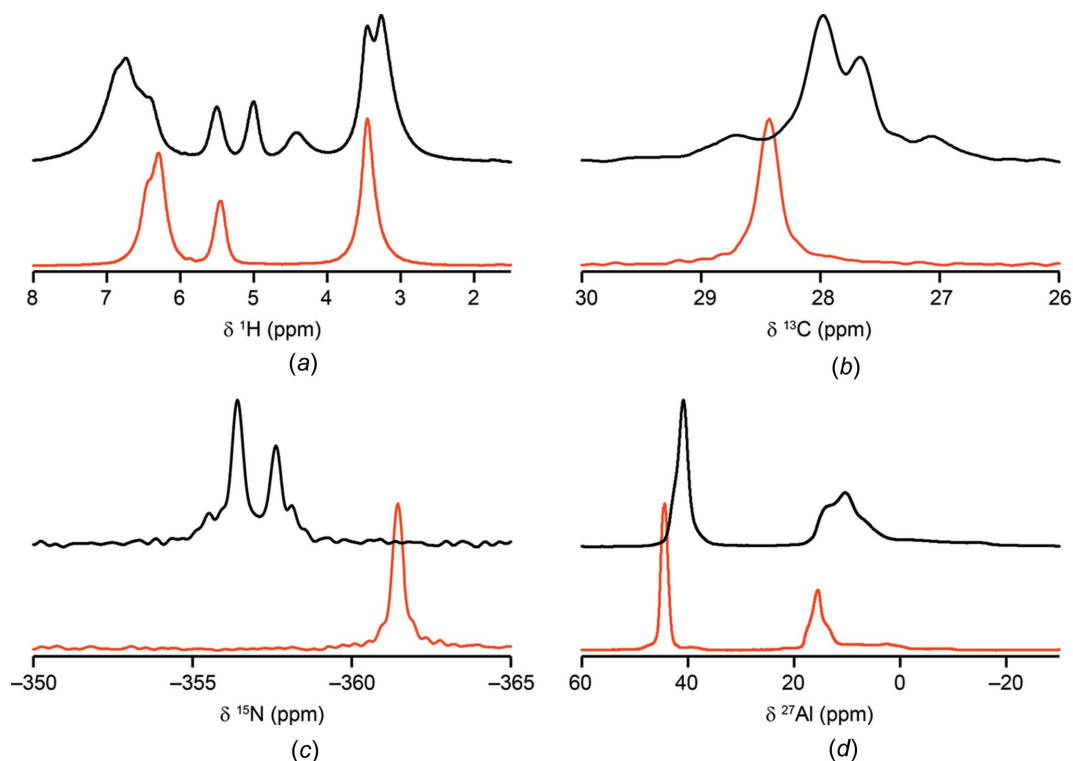 8 7 6 5 4 3 2
δ ¹H (ppm)
(a)
30 29 28 27 26
δ ¹³C (ppm)
(b)
–350 –355 –360 –365
δ ¹⁵N (ppm)
(c)
60 40 20 0 –20
δ ²⁷Al (ppm)
(d)